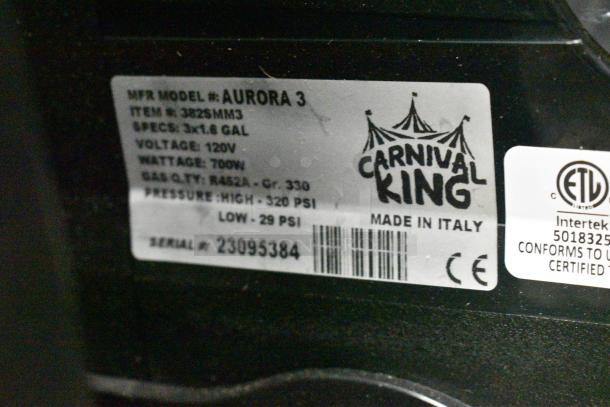 MFR MODEL #: AURORA 3
ITEM #: 382SMM3
SPECS: 3x1.6 GAL
VOLTAGE: 120V
WATTAGE: 700W
GAS Q.TY: R452A - Gr. 330
PRESSURE :HIGH - 320 PSI
LOW - 29 PSI
SERIAL #: 23095384
CARNIVAL
KING
MADE IN ITALY
CE
C ETL
LISTED
Intertek
5018325
CONFORMS TO U
CERTIFIED